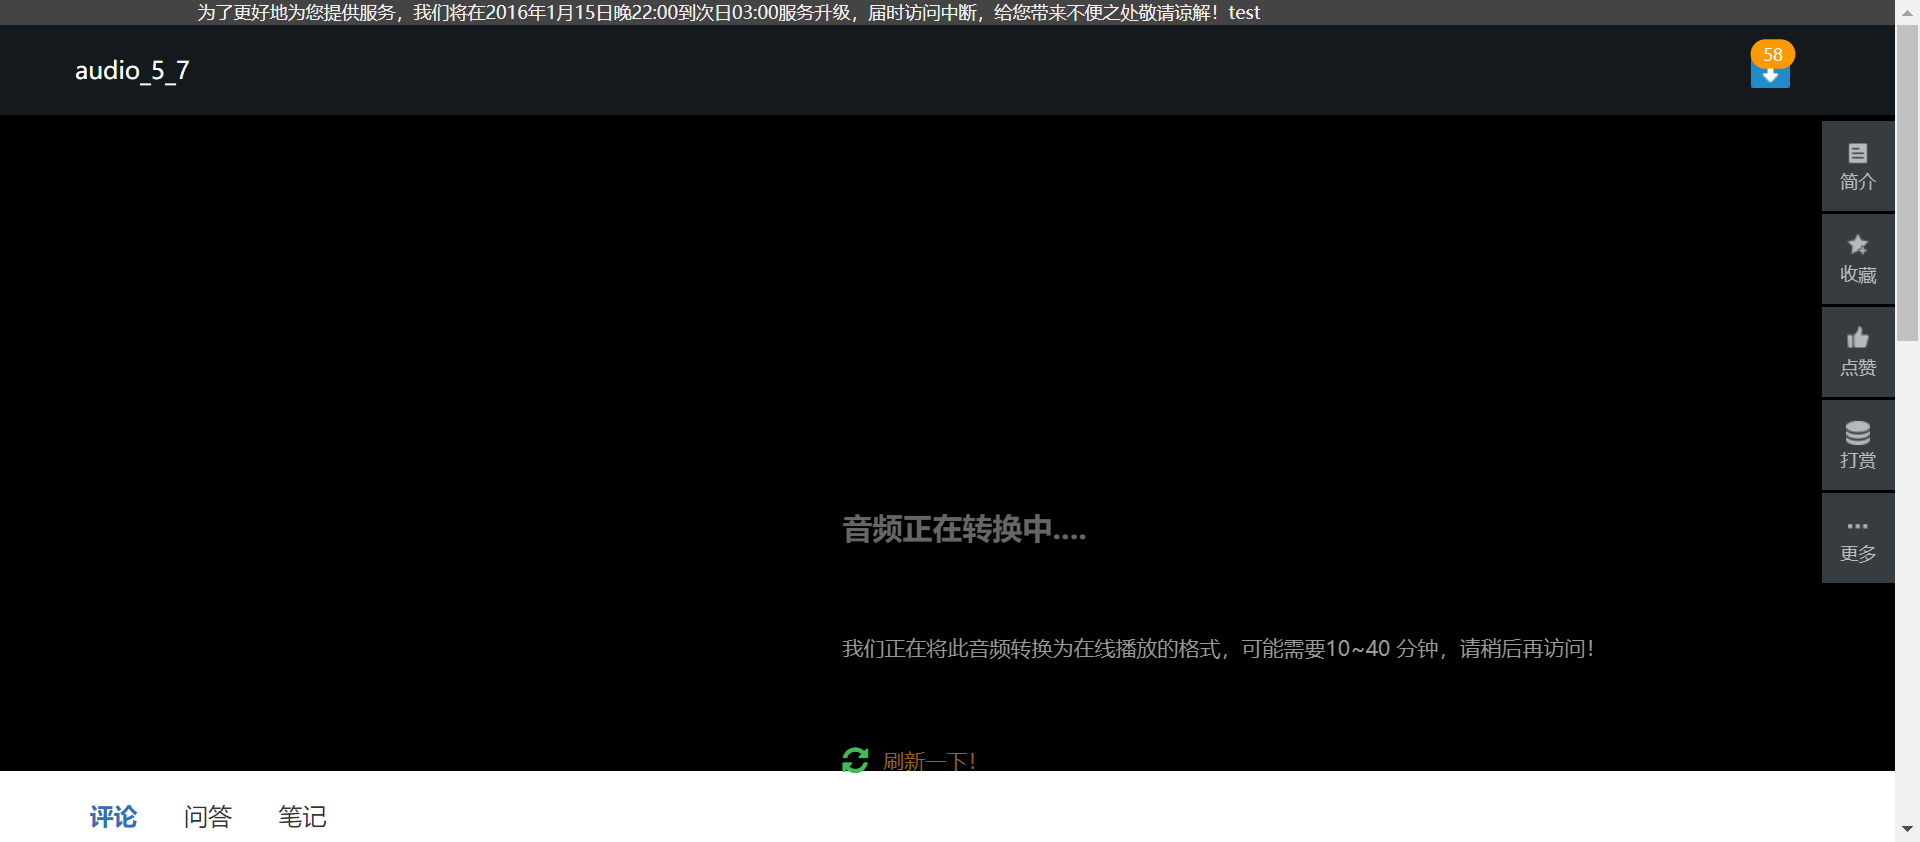 为了更好地为您提供服务，我们将在2016年1月15日晚22:00到次日03:00服务升级，届时访问中断，给您带来不便之处敬请谅解！test
audio_5_7
58
简介
收藏
点赞
打赏
更多
音频正在转换中....
我们正在将此音频转换为在线播放的格式，可能需要10~40 分钟，请稍后再访问！
刷新一下！
评论 问答 笔记